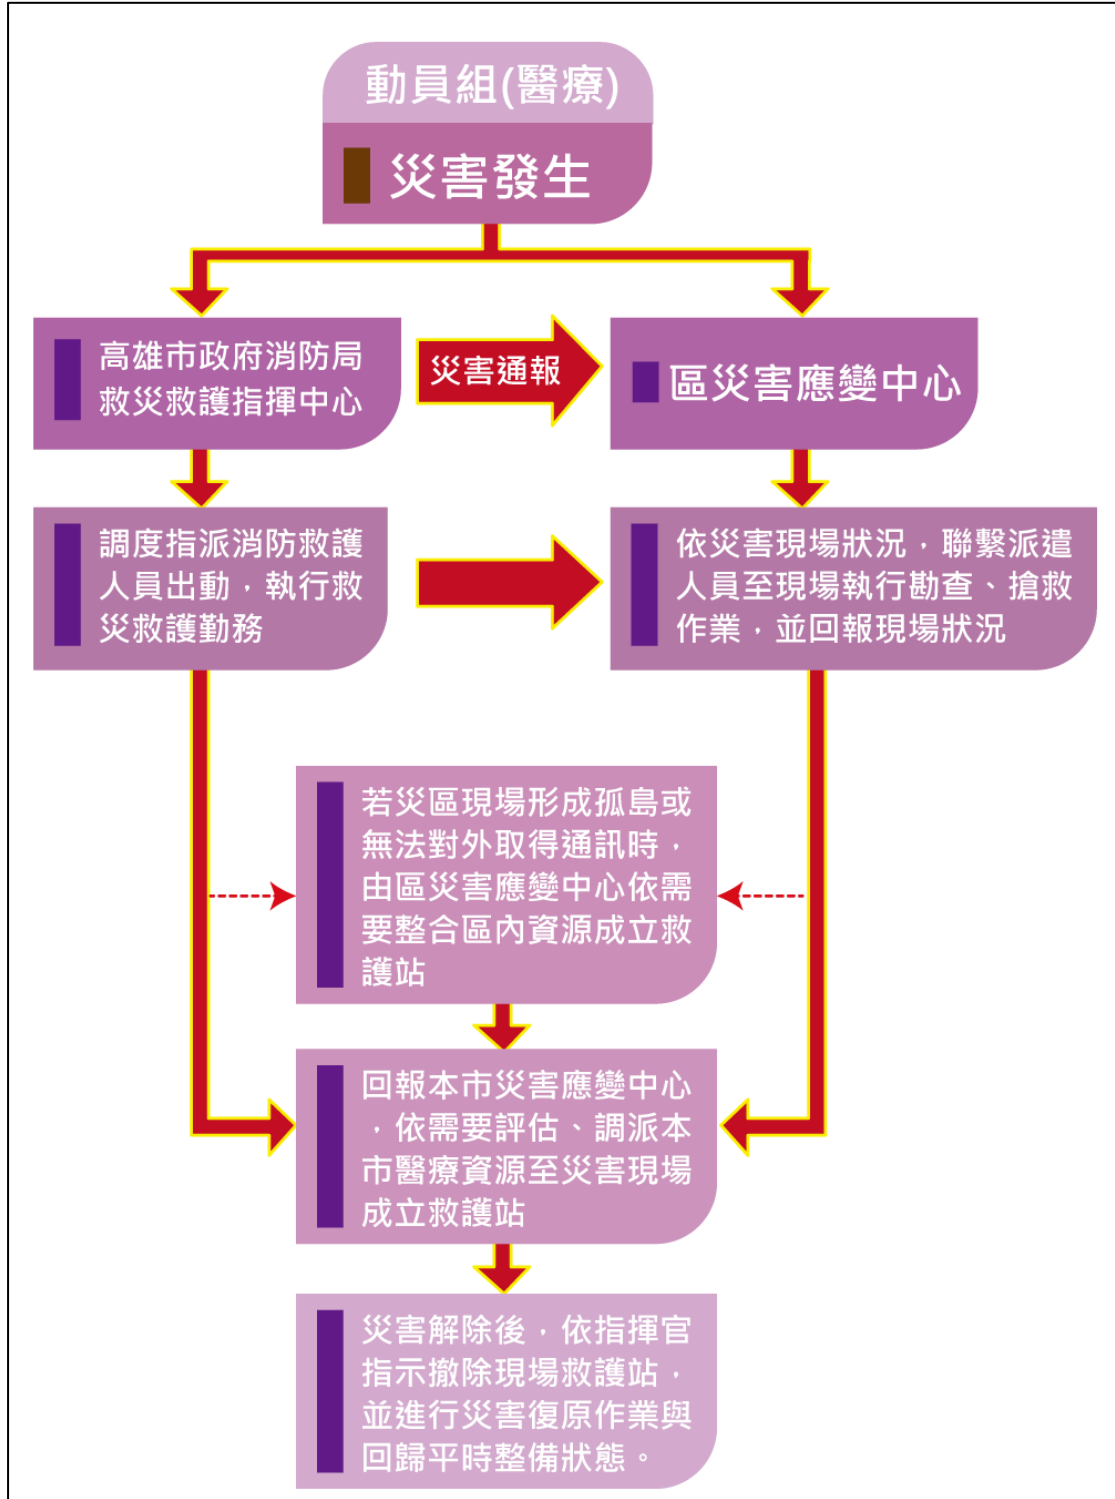 動員組(醫療)
災害發生
高雄市政府消防局
救災救護指揮中心
災害通報
區災害應變中心
調度指派消防救護
人員出動，執行救
災救護勤務
依災害現場狀況，聯繫派遣
人員至現場執行勘查、搶救
作業，並回報現場狀況
若災區現場形成孤島或
無法對外取得通訊時，
由區災害應變中心依需
要整合區內資源成立救
護站
回報本市災害應變中心
，依需要評估、調派本
市醫療資源至災害現場
成立救護站
災害解除後，依指揮官
指示撤除現場救護站，
並進行災害復原作業與
回歸平時整備狀態。